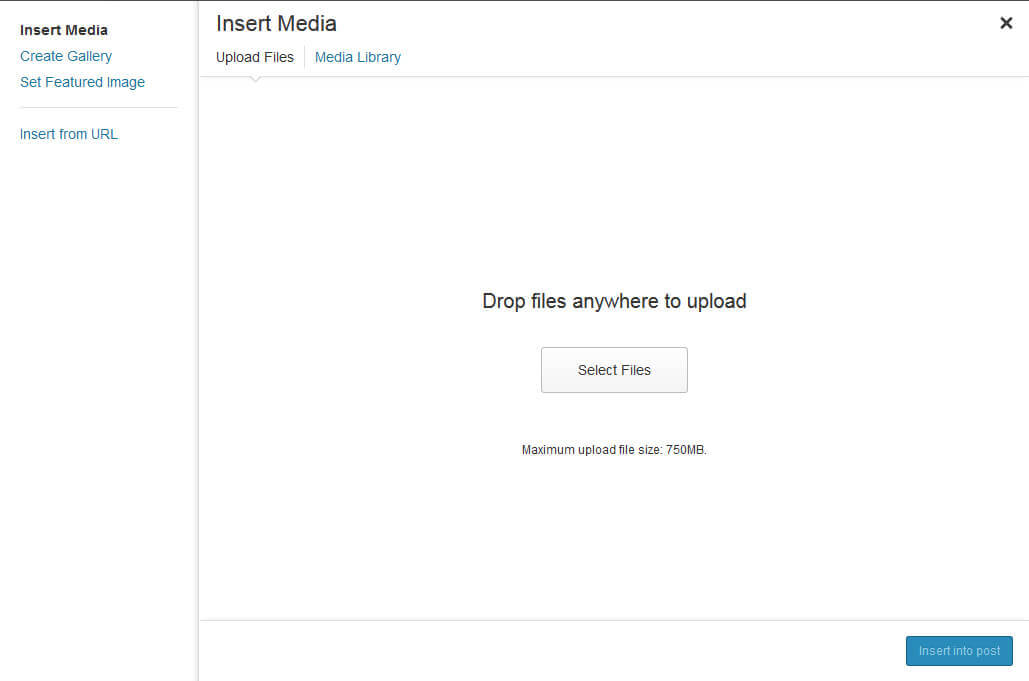 Insert Media
Create Gallery
Set Featured Image
Insert from URL
Insert Media
Upload Files
Media Library
Drop files anywhere to upload
Select Files
Maximum upload file size: 750MB.
Insert into post